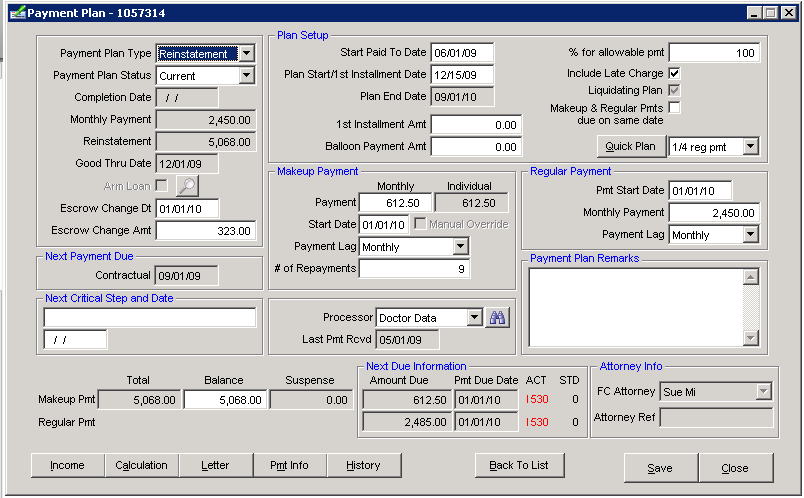 Payment Plan - 1057314
Payment Plan Type Reinstatement
Payment Plan Status Current
Completion Date / /
Monthly Payment 2,450.00
Reinstatement 5,068.00
Good Thru Date 12/01/09
Arm Loan
Escrow Change Dt 01/01/10
Escrow Change Amt 323.00
Next Payment Due
Contractual 09/01/09
Next Critical Step and Date
/ /
Plan Setup
Start Paid To Date 06/01/09
Plan Start/1st Installment Date 12/15/09
Plan End Date 09/01/10
1st Installment Amt 0.00
Balloon Payment Amt 0.00
% for allowable pmt 100
Include Late Charge
Liquidating Plan
Makeup & Regular Pmts
due on same date
Quick Plan 1/4 reg pmt
Makeup Payment
Monthly Individual
Payment 612.50 612.50
Start Date 01/01/10 Manual Override
Payment Lag Monthly
# of Repayments 9
Regular Payment
Pmt Start Date 01/01/10
Monthly Payment 2,450.00
Payment Lag Monthly
Payment Plan Remarks
Processor Doctor Data
Last Pmt Rcvd 05/01/09
Total Balance Suspense
Makeup Pmt 5,068.00 5,068.00 0.00
Regular Pmt
Next Due Information
Amount Due Pmt Due Date ACT STD
612.50 01/01/10 I530 0
2,485.00 01/01/10 I530 0
Attorney Info
FC Attorney Sue Mi
Attorney Ref
Income Calculation Letter Pmt Info History Back To List Save Close